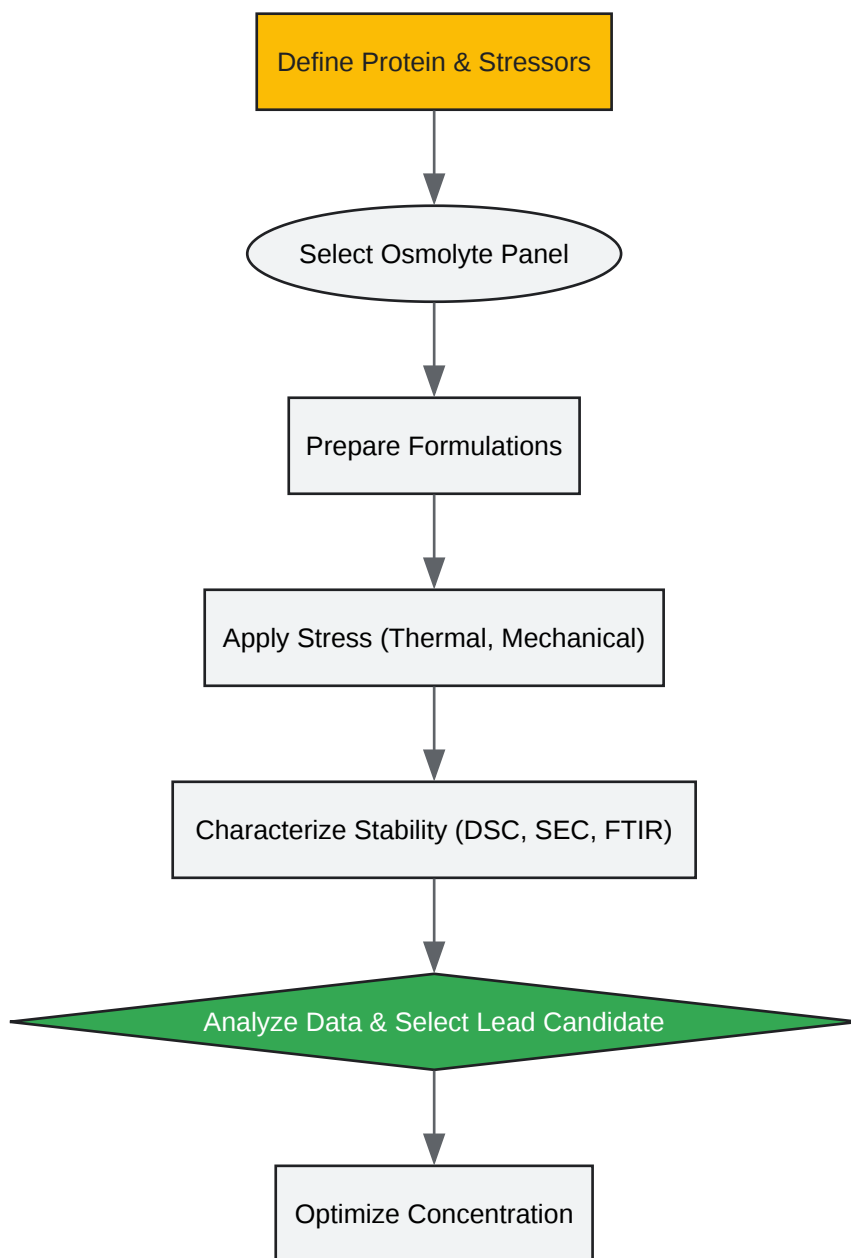 Define Protein & Stressors
Select Osmolyte Panel
Prepare Formulations
Apply Stress (Thermal, Mechanical)
Characterize Stability (DSC, SEC, FTIR)
Analyze Data & Select Lead Candidate
Optimize Concentration